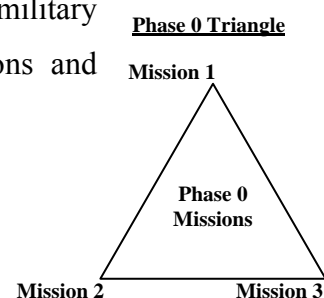 military
ons and
Phase 0 Triangle
Mission 1
Phase 0
Missions
Mission 2
Mission 3